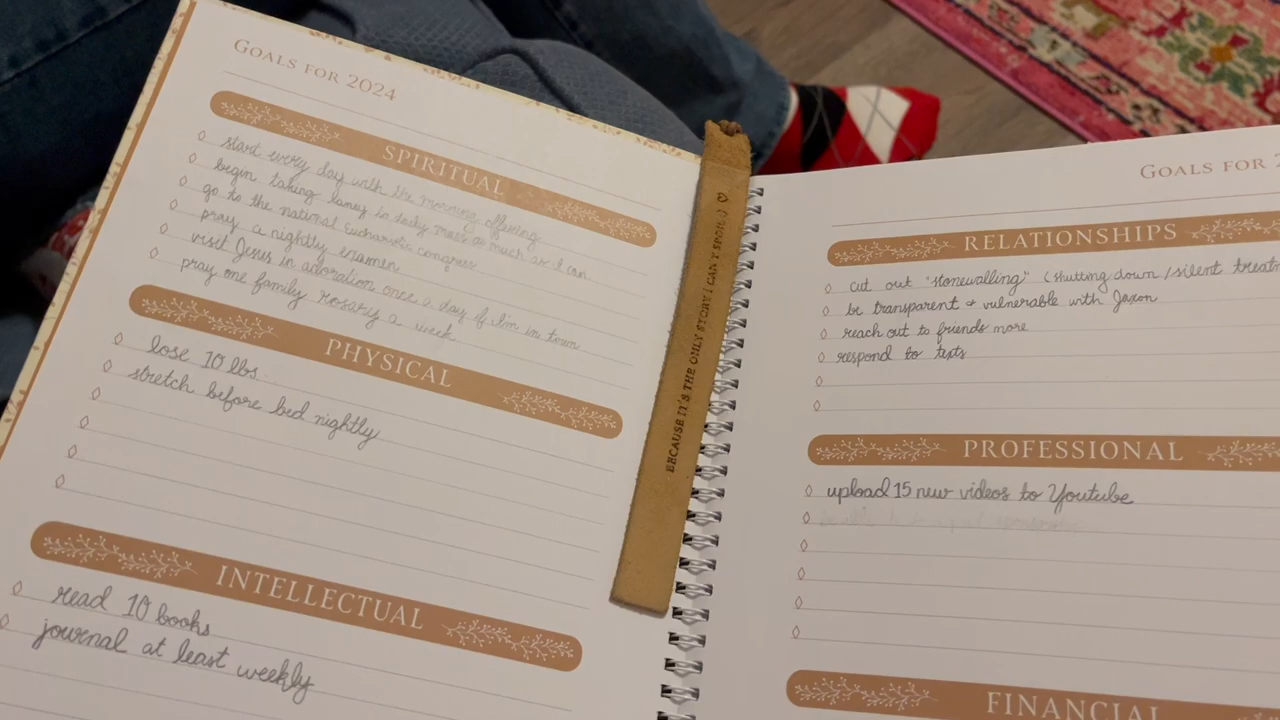 GOALS FOR 2024
SPIRITUAL
start every day with the morning offering
begin taking laney to daily mass as much as I can
go to the national Eucharistic congress
pray a nightly examen
visit Jesus in adoration once a day if I'm in town
pray one family rosary a week
PHYSICAL
lose 10 lbs.
stretch before bed nightly
INTELLECTUAL
read 10 books
journal at least weekly
BECAUSE IT'S THE ONLY STORY I CAN'T SPOIL
GOALS FOR 2
RELATIONSHIPS
cut out "stonewalling" (shutting down/silent treatm
be transparent + vulnerable with Jaxon
reach out to friends more
respond to texts
PROFESSIONAL
upload 15 new videos to Youtube
FINANCIAL